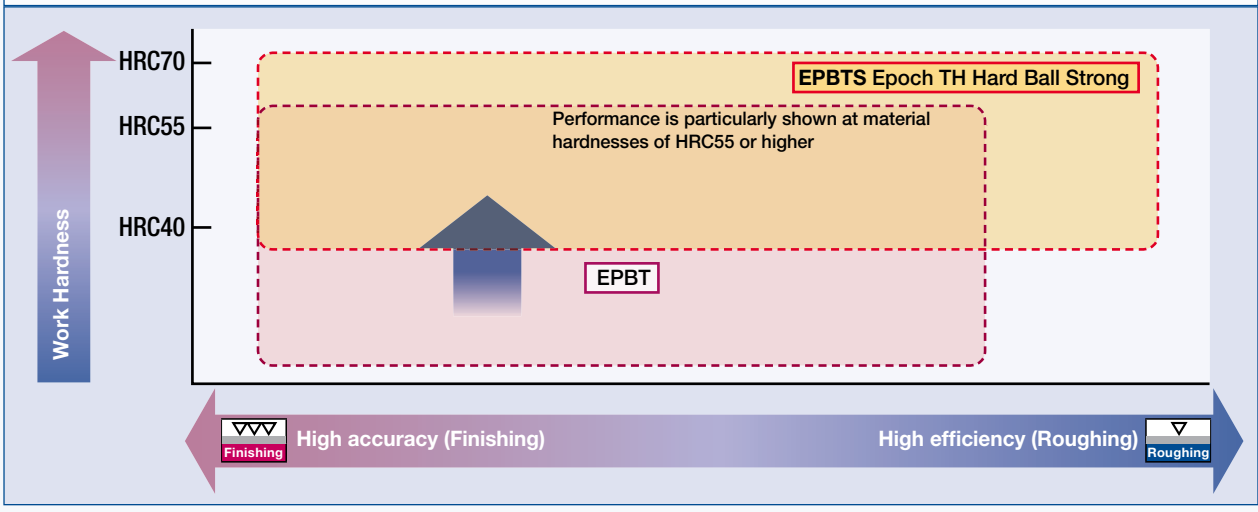 HRC70
EPBTS Epoch TH Hard Ball Strong
HRC55
Performance is particularly shown at material
hardnesses of HRC55 or higher
HRC40
Work Hardness
EPBT
Finishing
High accuracy (Finishing)
High efficiency (Roughing)
Roughing